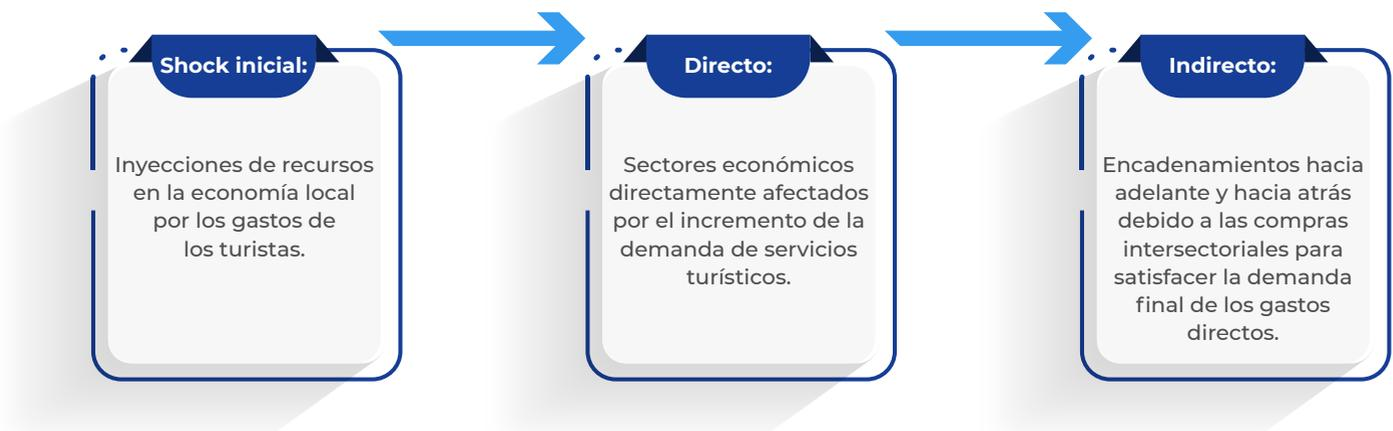 Shock inicial:
Inyecciones de recursos
en la economía local
por los gastos de
los turistas.
Directo:
Sectores económicos
directamente afectados
por el incremento de la
demanda de servicios
turísticos.
Indirecto:
Encadenamientos hacia
adelante y hacia atrás
debido a las compras
intersectoriales para
satisfacer la demanda
final de los gastos
directos.